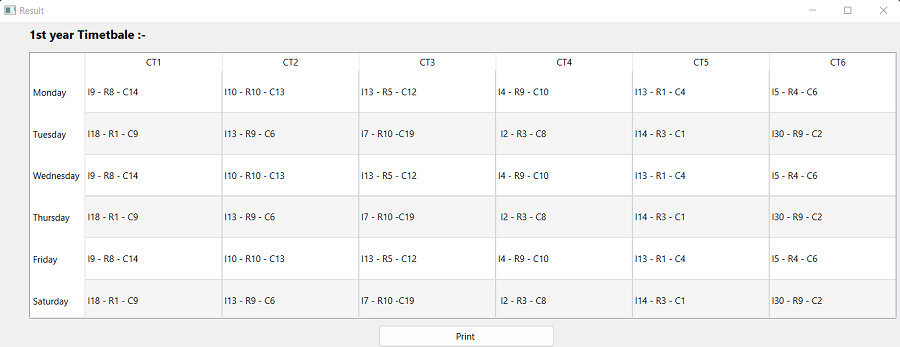 Result
1st year Timetbale :-
CT1 CT2 CT3 CT4 CT5 CT6
Monday I9 - R8 - C14 I10 - R10 - C13 I13 - R5 - C12 I4 - R9 - C10 I13 - R1 - C4 I5 - R4 - C6
Tuesday I18 - R1 - C9 I13 - R9 - C6 I7 - R10 -C19 I2 - R3 - C8 I14 - R3 - C1 I30 - R9 - C2
Wednesday I9 - R8 - C14 I10 - R10 - C13 I13 - R5 - C12 I4 - R9 - C10 I13 - R1 - C4 I5 - R4 - C6
Thursday I18 - R1 - C9 I13 - R9 - C6 I7 - R10 -C19 I2 - R3 - C8 I14 - R3 - C1 I30 - R9 - C2
Friday I9 - R8 - C14 I10 - R10 - C13 I13 - R5 - C12 I4 - R9 - C10 I13 - R1 - C4 I5 - R4 - C6
Saturday I18 - R1 - C9 I13 - R9 - C6 I7 - R10 -C19 I2 - R3 - C8 I14 - R3 - C1 I30 - R9 - C2
Print